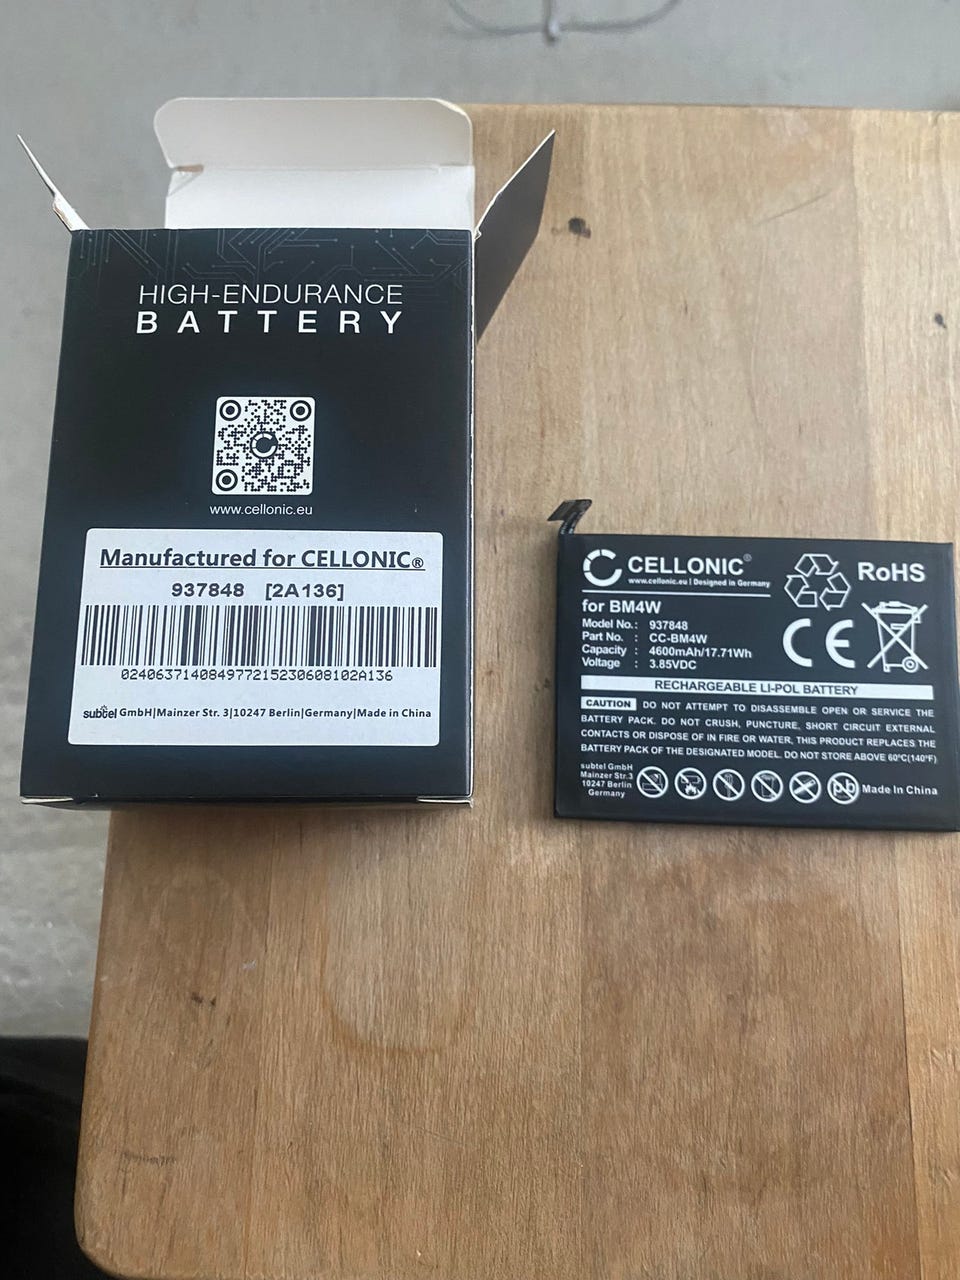 HIGH-ENDURANCE
BATTERY
www.cellonic.eu
Manufactured for CELLONIC®
937848 [2A136]
02406371408497721523060810​2A136
subtel GmbH|Mainzer Str. 3|10247 Berlin|Germany|Made in China
CELLONIC®
www.cellonic.eu | Designed in Germany
RoHS
for BM4W
Model No.: 937848
Part No. : CC-BM4W
Capacity : 4600mAh/17.71Wh
Voltage : 3.85VDC
CE
RECHARGEABLE LI-POL BATTERY
CAUTION DO NOT ATTEMPT TO DISASSEMBLE OPEN OR SERVICE THE
BATTERY PACK. DO NOT CRUSH, PUNCTURE, SHORT CIRCUIT EXTERNAL
CONTACTS OR DISPOSE OF IN FIRE OR WATER, THIS PRODUCT REPLACES THE
BATTERY PACK OF THE DESIGNATED MODEL. DO NOT STORE ABOVE 60°C(140°F)
subtel GmbH
Mainzer Str.3
10247 Berlin
Germany
Pb
Made In China